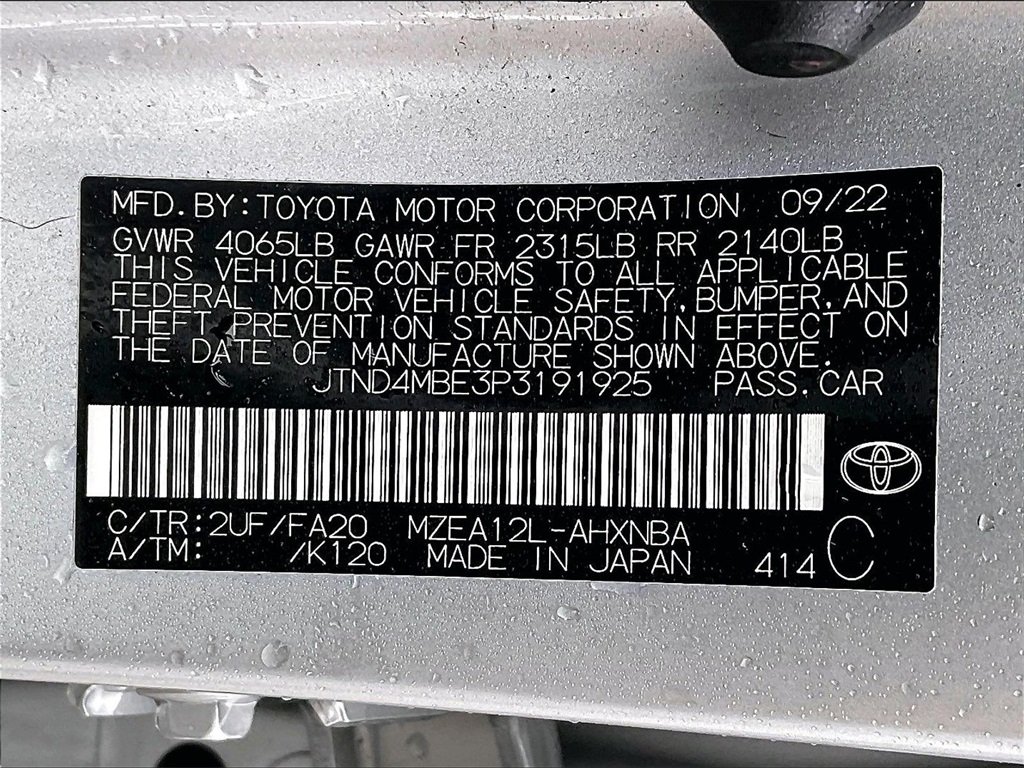 MFD. BY: TOYOTA MOTOR CORPORATION 09/22
GVWR 4065LB GAWR FR 2315LB RR 2140LB
THIS VEHICLE CONFORMS TO ALL APPLICABLE
FEDERAL MOTOR VEHICLE SAFETY, BUMPER, AND
THEFT PREVENTION STANDARDS IN EFFECT ON
THE DATE OF MANUFACTURE SHOWN ABOVE.
JTND4MBE3P3191925 PASS. CAR
C/TR: 2UF/FA20 MZEA12L-AHXNBA
A/TM: /K120 MADE IN JAPAN 414 C